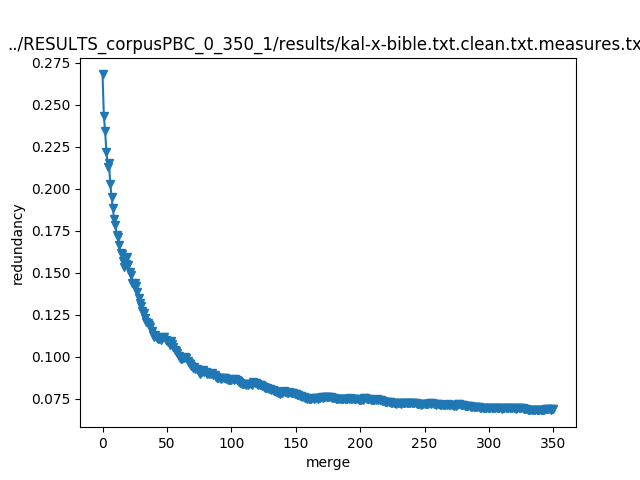 ../RESULTS_corpusPBC_0_350_1/results/kal-x-bible.txt.clean.txt.measures.tx
0.275
0.250
0.225
0.200
0.175
0.150
0.125
0.100
0.075
redundancy
0 50 100 150 200 250 300 350
merge